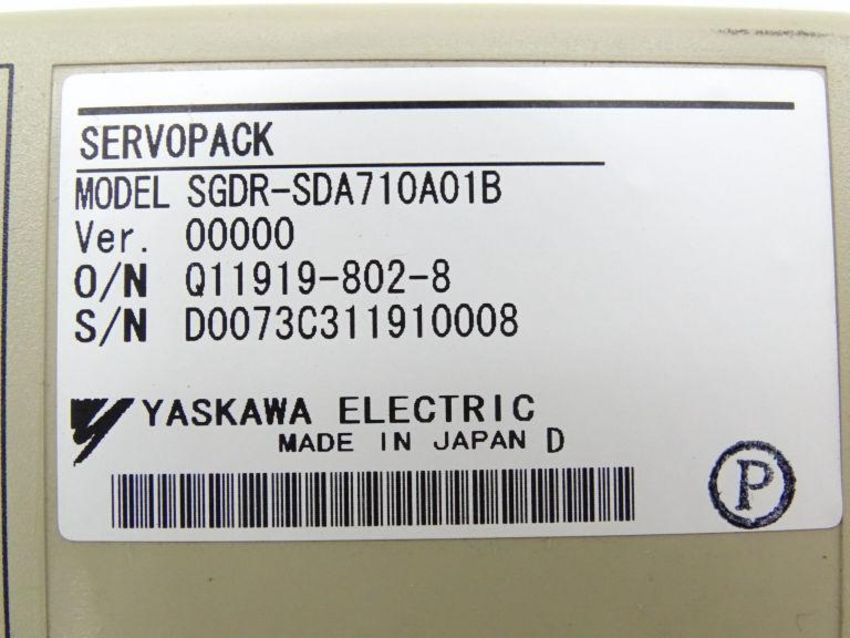 SERVOPACK
MODEL SGDR-SDA710A01B
Ver. 00000
O/N Q11919-802-8
S/N D0073C311910008
YASKAWA ELECTRIC
MADE IN JAPAN D
P